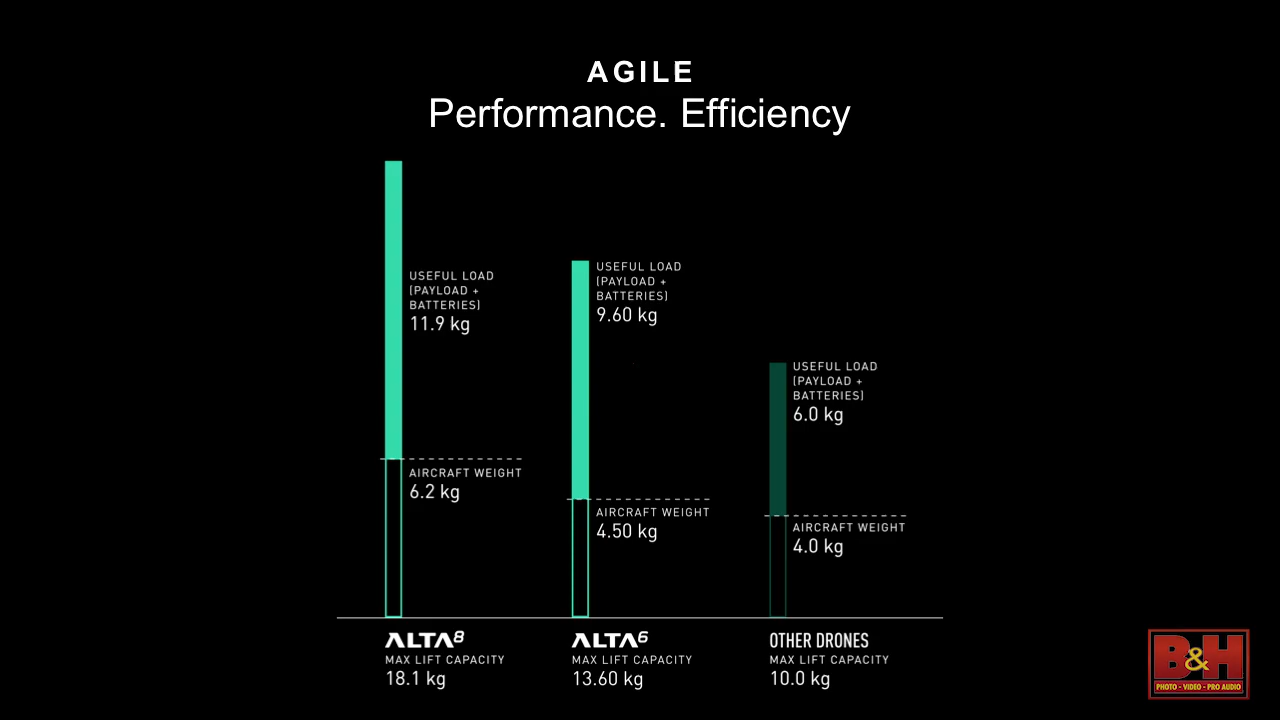 AGILE
Performance. Efficiency
USEFUL LOAD
(PAYLOAD +
BATTERIES)
11.9 kg
AIRCRAFT WEIGHT
6.2 kg
USEFUL LOAD
(PAYLOAD +
BATTERIES)
9.60 kg
AIRCRAFT WEIGHT
4.50 kg
USEFUL LOAD
(PAYLOAD +
BATTERIES)
6.0 kg
AIRCRAFT WEIGHT
4.0 kg
ALTA8
MAX LIFT CAPACITY
18.1 kg
ALTA6
MAX LIFT CAPACITY
13.60 kg
OTHER DRONES
MAX LIFT CAPACITY
10.0 kg
B&H
PHOTO - VIDEO - PRO AUDIO